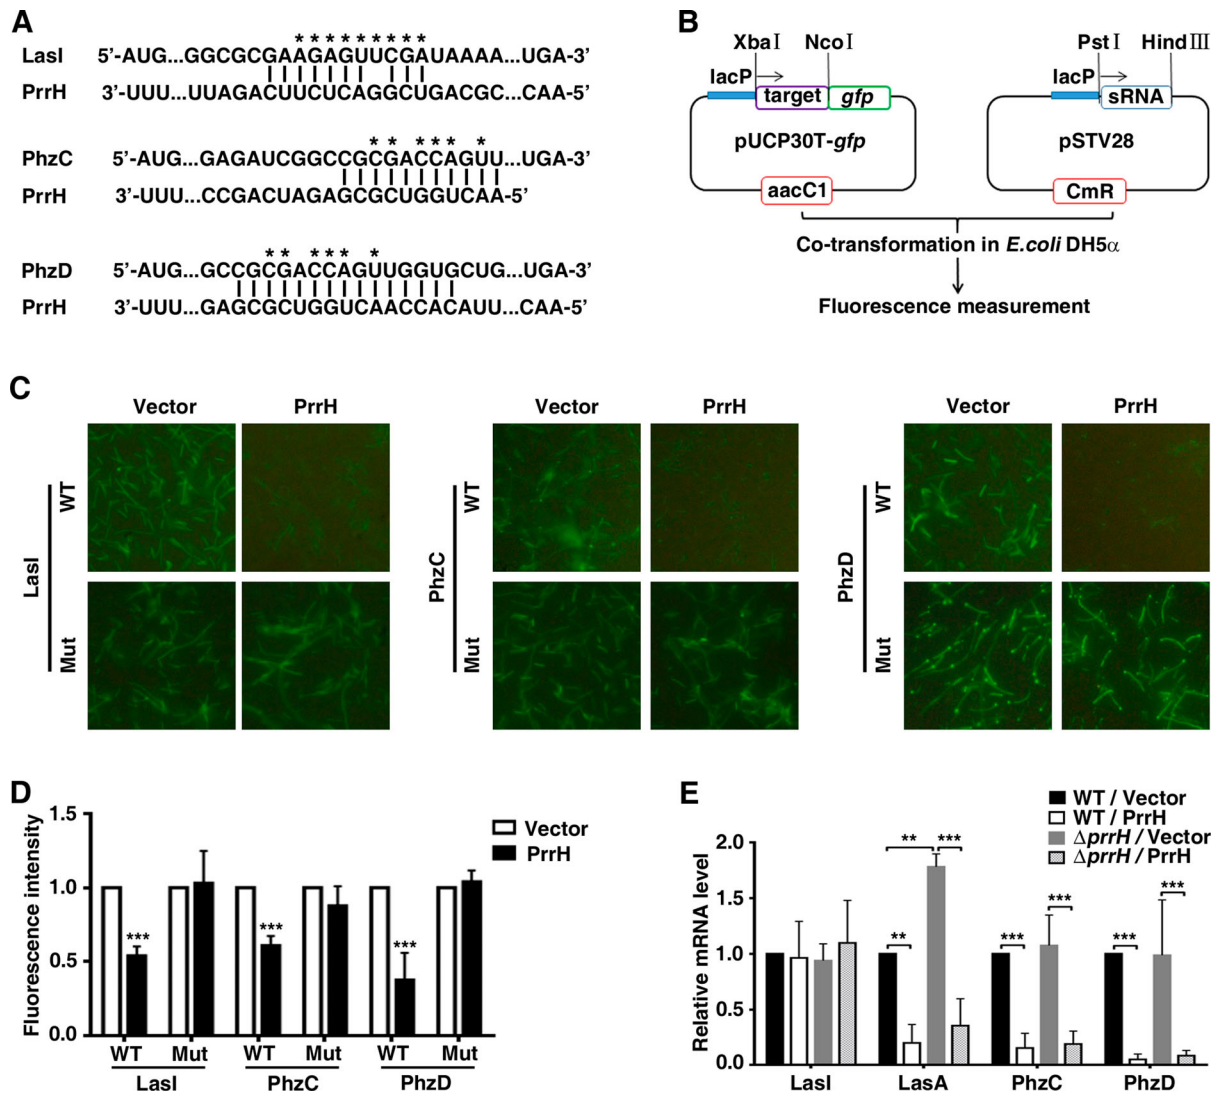 A
* * * * * * * * *
LasI 5’-AUG...GGCGCGAAGAGUUCGAUAAAA...UGA-3’
PrrH 3’-UUU...UUAGACUUCUCAGGCUGACGC...CAA-5’
* * * * * *
PhzC 5’-AUG...GAGAUCGGCCGCGACCAGUU...UGA-3’
PrrH 3’-UUU...CCGACUAGAGCGCUGGUCAA-5’
* * * * * *
PhzD 5’-AUG...GCCGCGACCAGUUGGUGCUG...UGA-3’
PrrH 3’-UUU...GAGCGCUGGUCAACCACAUU...CAA-5’
B
XbaⅠ NcoⅠ PstⅠ HindⅢ
lacP lacP
target gfp sRNA
pUCP30T-gfp pSTV28
aacC1 CmR
Co-transformation in E.coli DH5α
Fluorescence measurement
C
Vector PrrH Vector PrrH Vector PrrH
LasI WT Mut
PhzC WT Mut
PhzD WT Mut
D
Fluorescence intensity
1.5
1.0
0.5
0.0
Vector
PrrH
*** *** ***
WT Mut WT Mut WT Mut
LasI PhzC PhzD
E
WT / Vector
WT / PrrH
ΔprrH / Vector
ΔprrH / PrrH
Relative mRNA level
2.0
1.5
1.0
0.5
0.0
** ***
** *** *** *** ***
LasI LasA PhzC PhzD